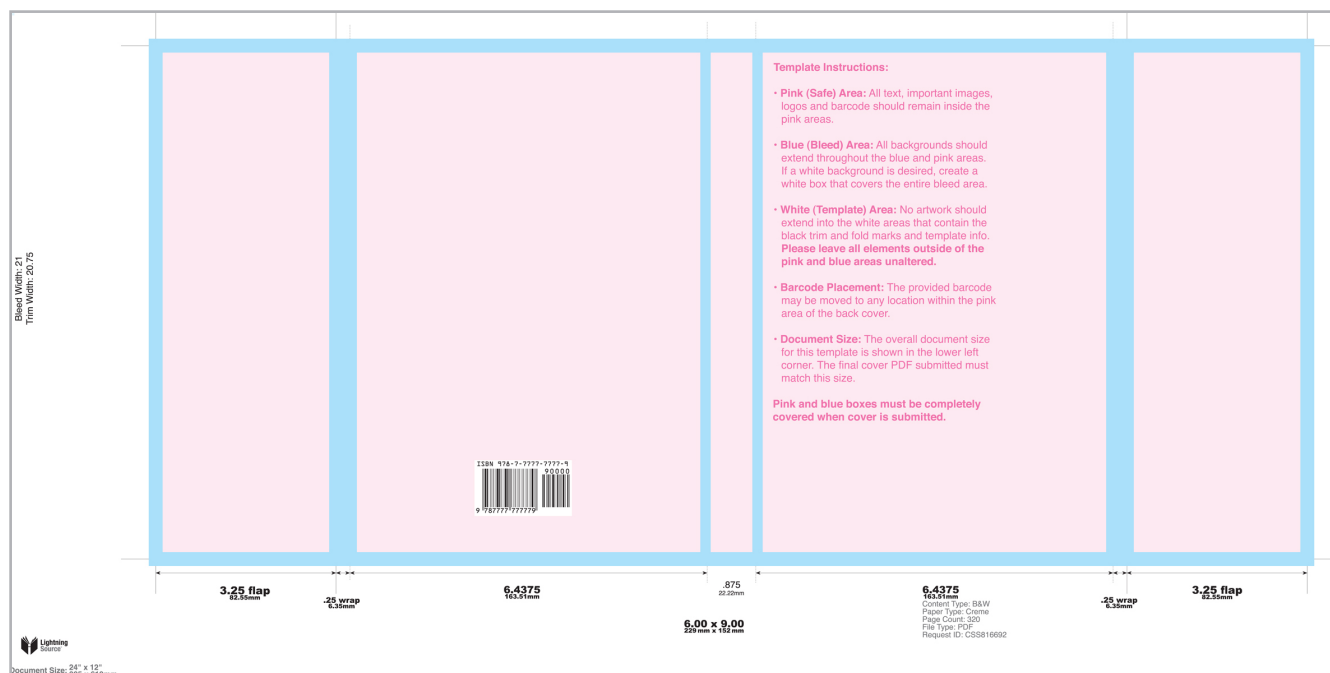 Template Instructions:
• Pink (Safe) Area: All text, important images,
logos and barcode should remain inside the
pink areas.
• Blue (Bleed) Area: All backgrounds should
extend throughout the blue and pink areas.
If a white background is desired, create a
white box that covers the entire bleed area.
• White (Template) Area: No artwork should
extend into the white areas that contain the
black trim and fold marks and template info.
Please leave all elements outside of the
pink and blue areas unaltered.
• Barcode Placement: The provided barcode
may be moved to any location within the pink
area of the back cover.
• Document Size: The overall document size
for this template is shown in the lower left
corner. The final cover PDF submitted must
match this size.
Pink and blue boxes must be completely
covered when cover is submitted.
Bleed Width: 21
Trim Width: 20.75
ISBN 978-7-7777-7777-9
90000
9 787777 777779
3.25 flap
82.55mm
.25 wrap
6.35mm
6.4375
163.51mm
.875
22.22mm
6.4375
163.51mm
.25 wrap
6.35mm
3.25 flap
82.55mm
6.00 x 9.00
229mm x 152mm
Content Type: B&W
Paper Type: Creme
Page Count: 320
File Type: PDF
Request ID: CSS816692
Lightning
Source
Document Size: 24" x 12"